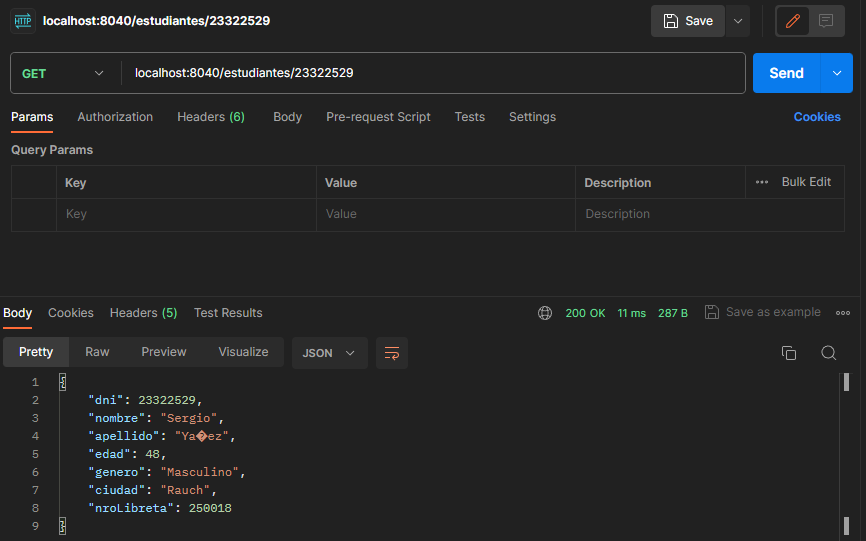 HTTP localhost:8040/estudiantes/23322529 Save
GET localhost:8040/estudiantes/23322529 Send
Params Authorization Headers (6) Body Pre-request Script Tests Settings Cookies
Query Params
Key Value Description Bulk Edit
Key Value Description
Body Cookies Headers (5) Test Results 200 OK 11 ms 287 B Save as example
Pretty Raw Preview Visualize JSON
1 {
2 "dni": 23322529,
3 "nombre": "Sergio",
4 "apellido": "Ya�ez",
5 "edad": 48,
6 "genero": "Masculino",
7 "ciudad": "Rauch",
8 "nroLibreta": 250018
9 }